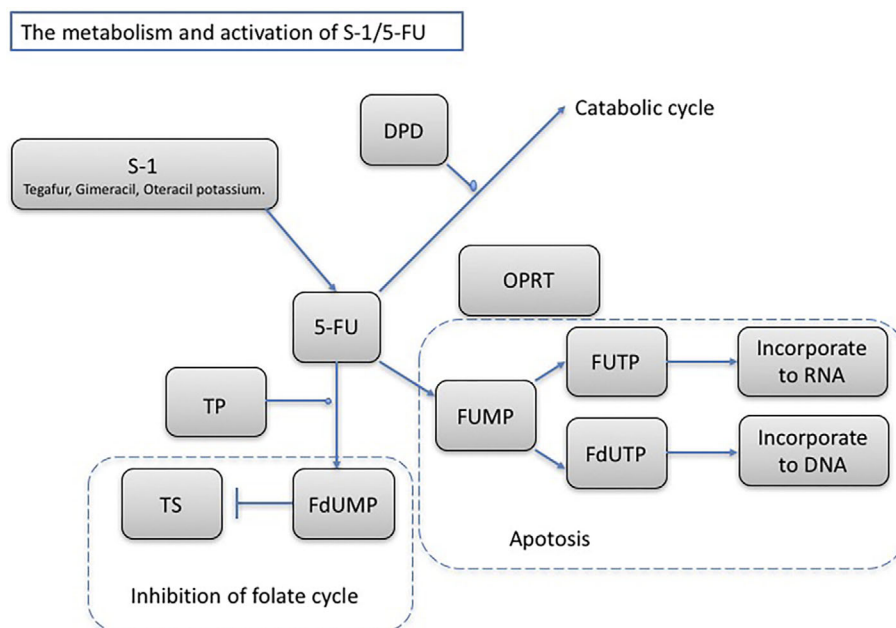 The metabolism and activation of S-1/5-FU
DPD
Catabolic cycle
S-1
Tegafur, Gimeracil, Oteracil potassium.
OPRT
5-FU
FUTP
Incorporate
to RNA
TP
FUMP
FdUTP
Incorporate
to DNA
TS
FdUMP
Apotosis
Inhibition of folate cycle